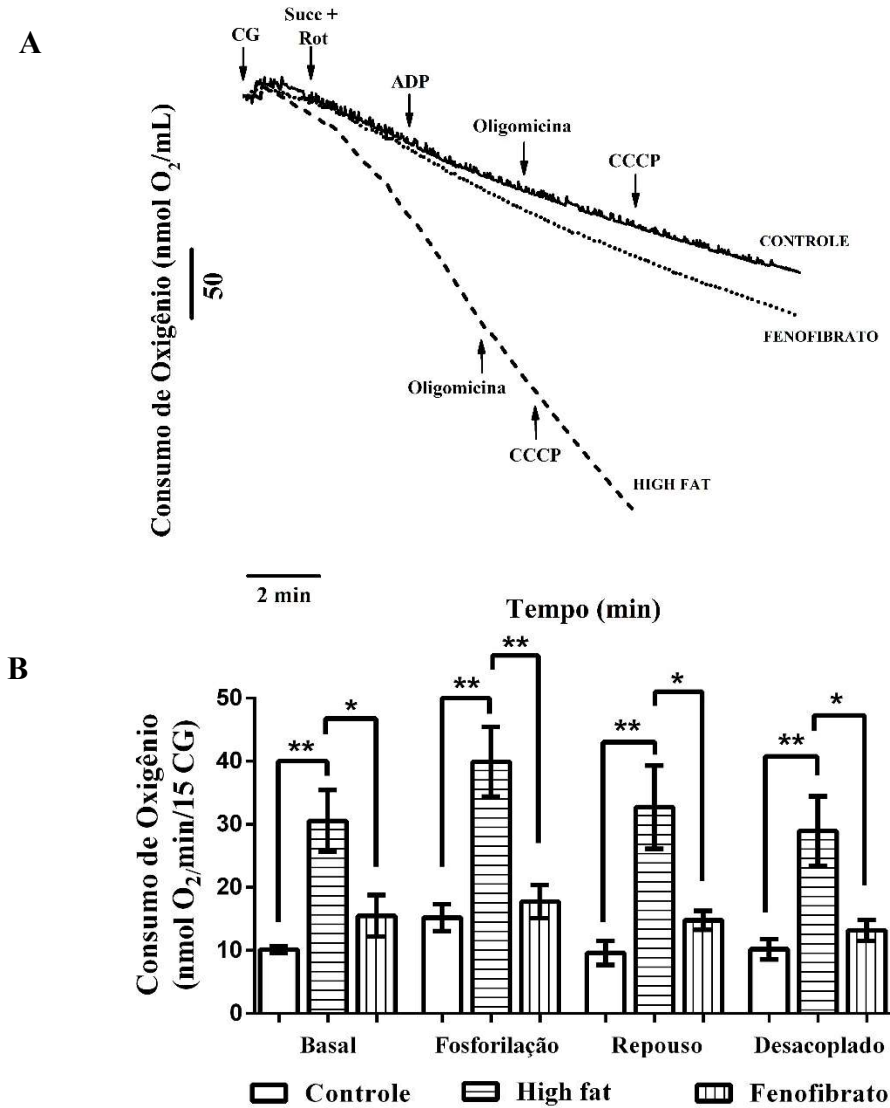 A
CG
Succ +
Rot
ADP
Oligomicina
CCCP
CONTROLE
FENOFIBRATO
Oligomicina
CCCP
HIGH FAT
Consumo de Oxigênio (nmol O2/mL)
50
2 min
Tempo (min)
B
Consumo de Oxigênio
(nmol O2/min/15 CG)
50
40
30
20
10
0
** * ** ** ** * ** *
Basal Fosforilação Repouso Desacoplado
Controle High fat Fenofibrato